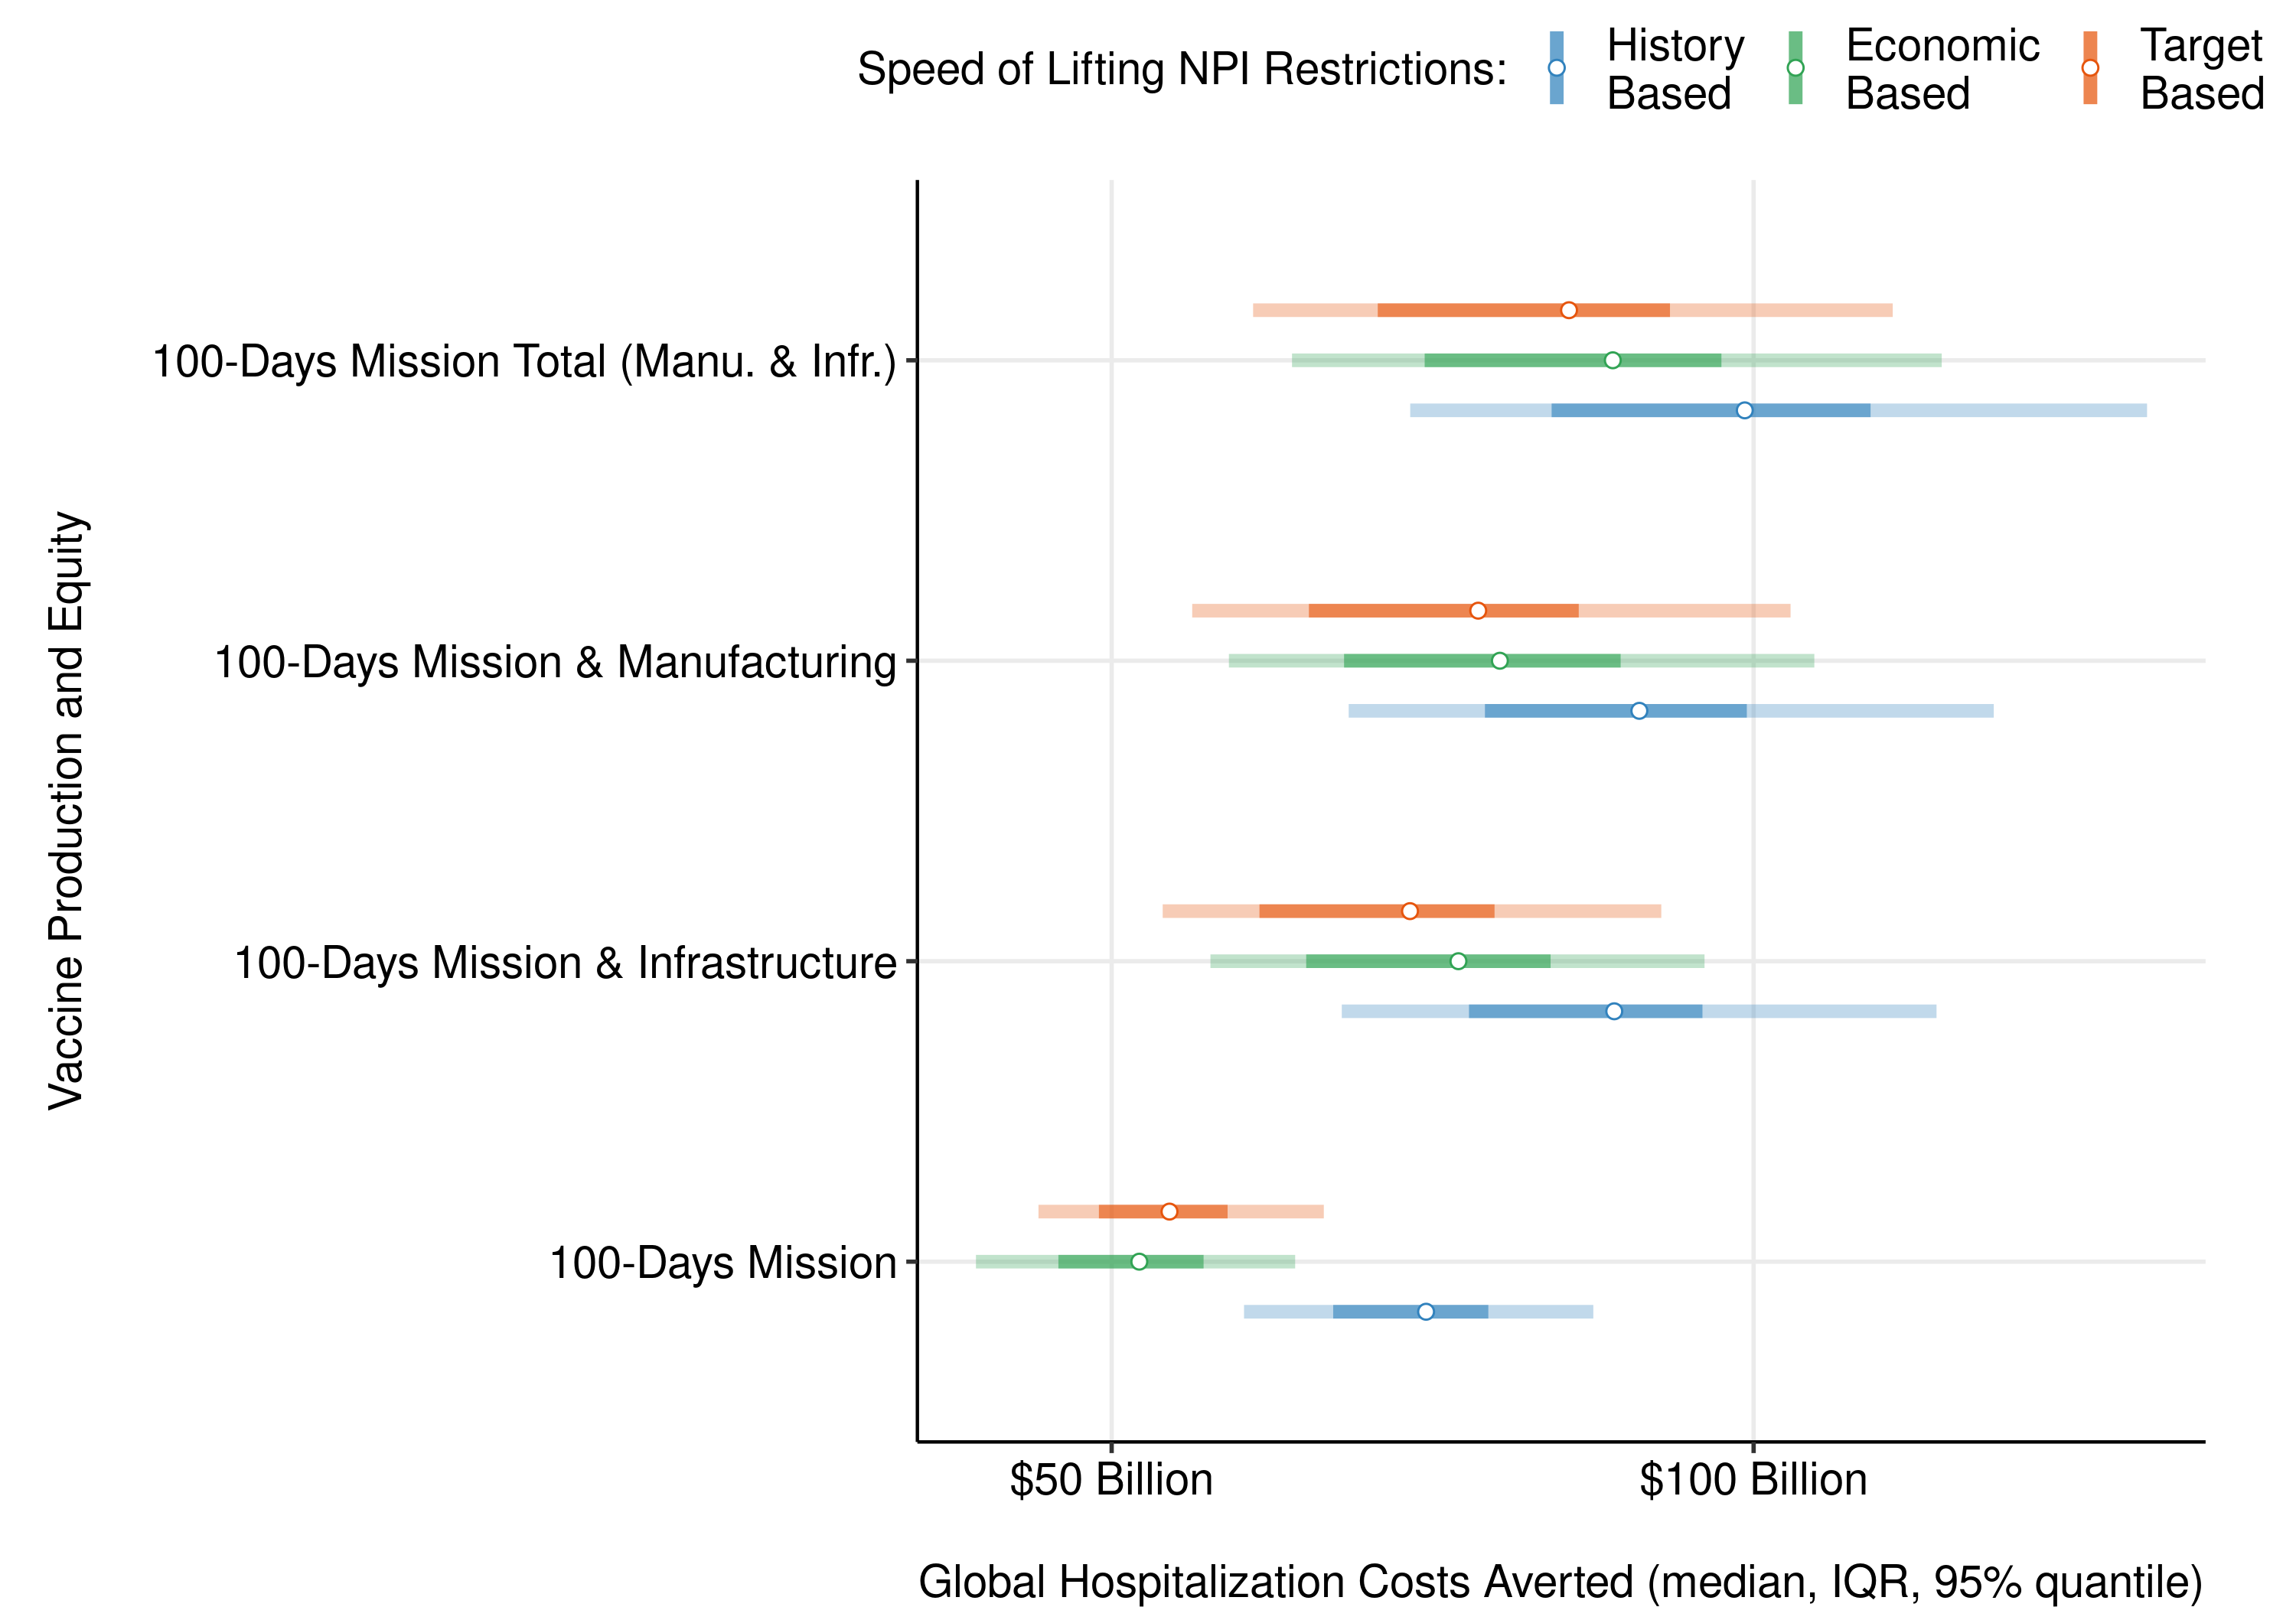 Speed of Lifting NPI Restrictions:
History
Based
Economic
Based
Target
Based
Vaccine Production and Equity
100-Days Mission Total (Manu. & Infr.)
100-Days Mission & Manufacturing
100-Days Mission & Infrastructure
100-Days Mission
$50 Billion
$100 Billion
Global Hospitalization Costs Averted (median, IQR, 95% quantile)